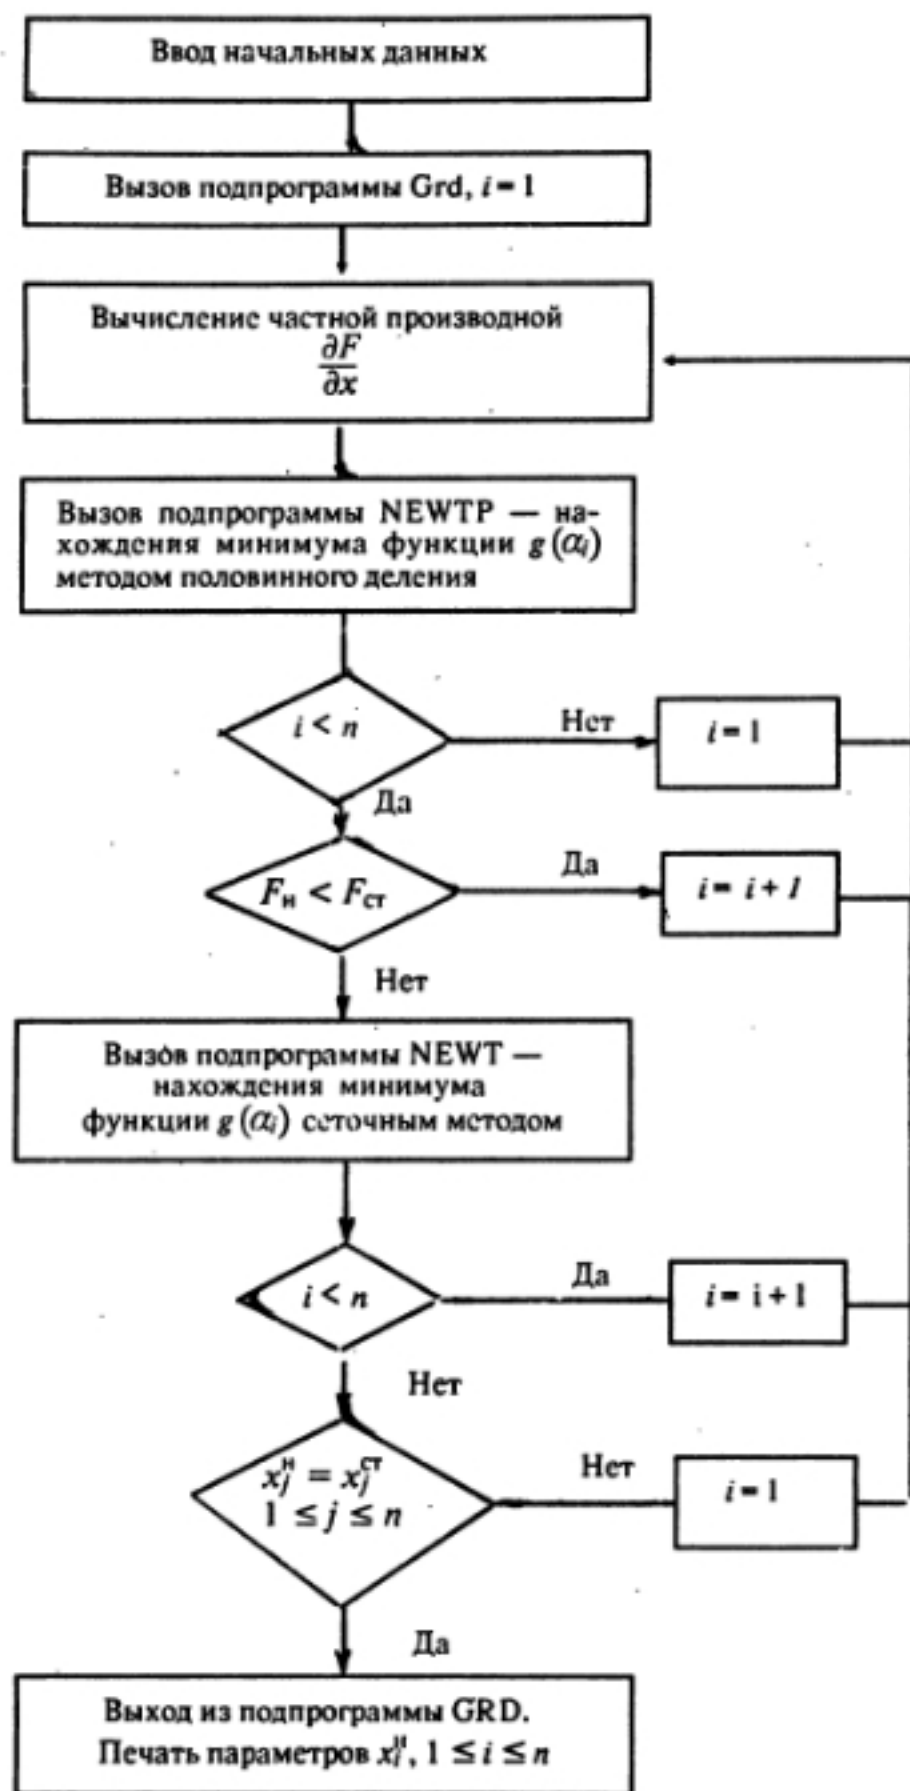 Ввод начальных данных
Вызов подпрограммы Grd, i = 1
Вычисление частной производной
∂F
∂x
Вызов подпрограммы NEWTP — на-
хождения минимума функции g (αᵢ)
методом половинного деления
i < n
Нет
i = 1
Да
Fн < Fст
Да
i = i + 1
Нет
Вызов подпрограммы NEWT —
нахождения минимума
функции g (αᵢ) сеточным методом
i < n
Да
i = i + 1
Нет
xⱼн = xⱼст
1 ≤ j ≤ n
Нет
i = 1
Да
Выход из подпрограммы GRD.
Печать параметров xᵢн, 1 ≤ i ≤ n